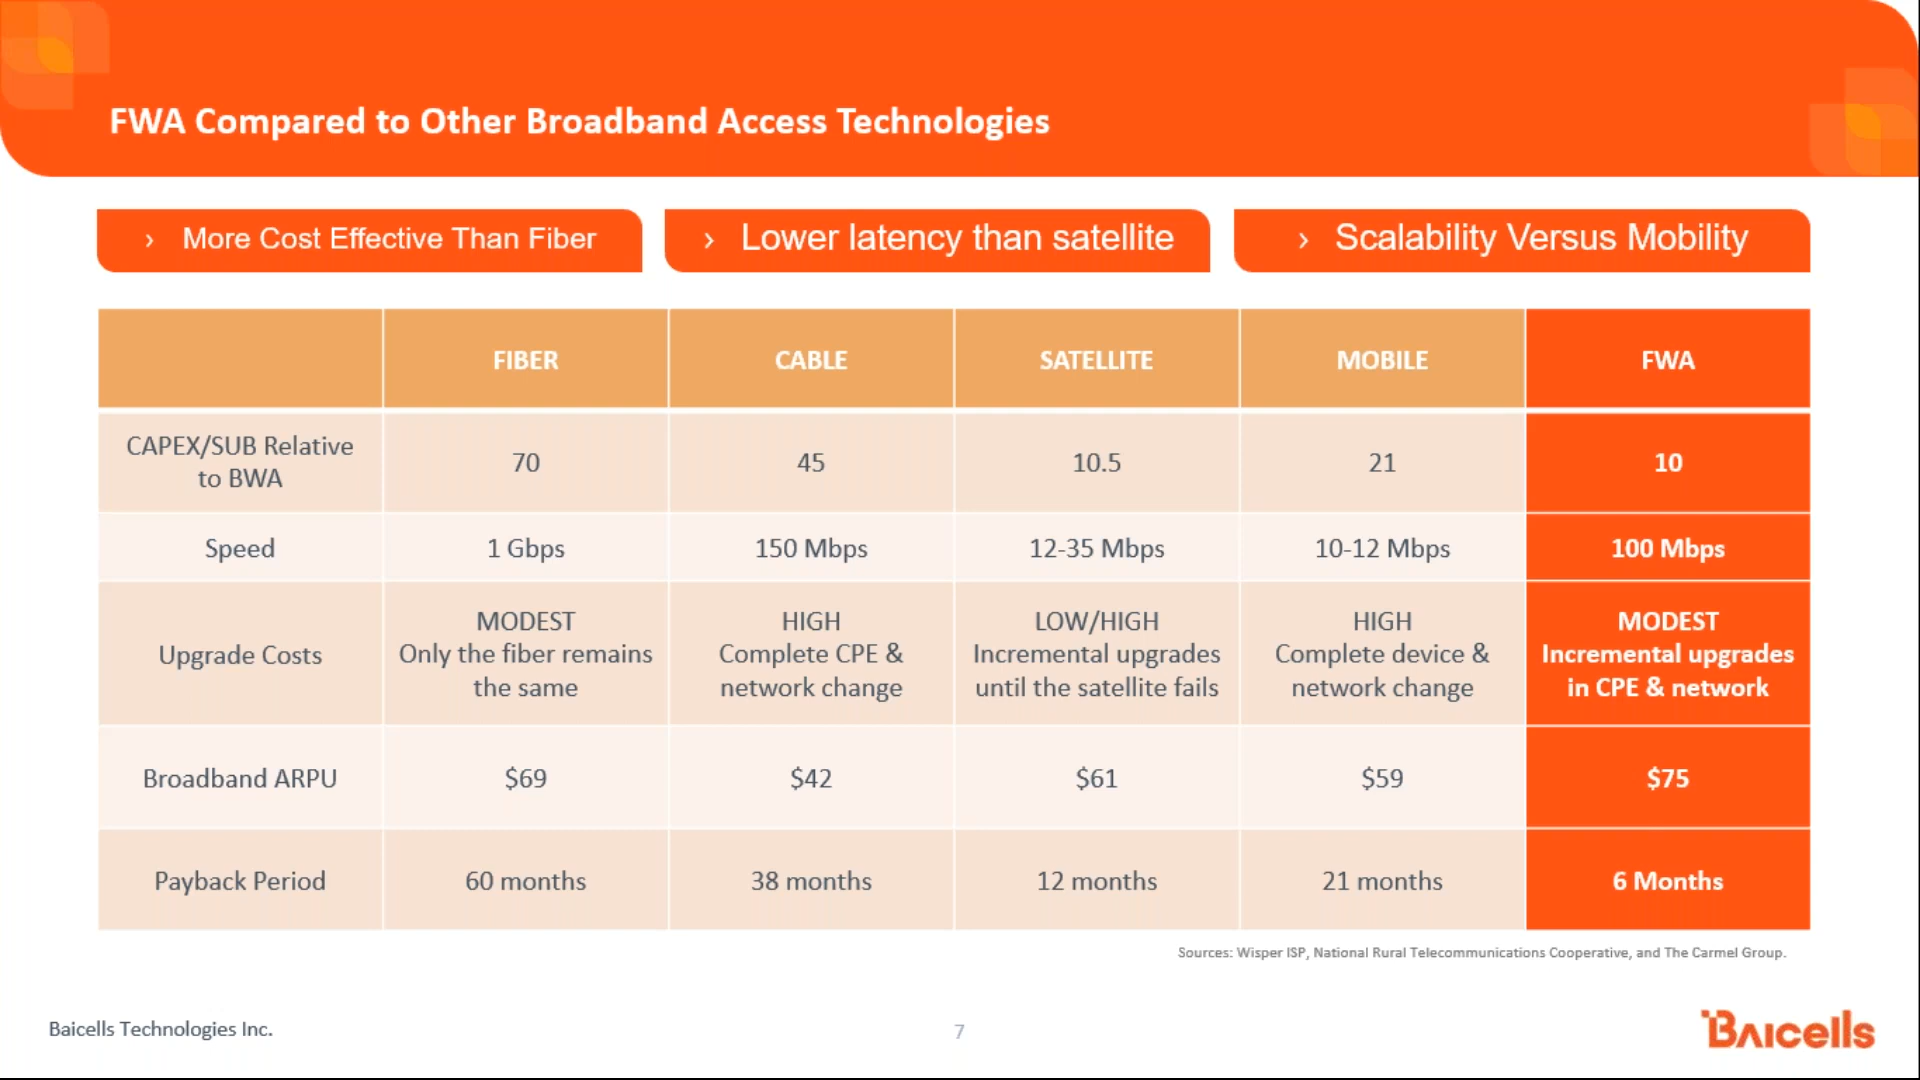 FWA Compared to Other Broadband Access Technologies
› More Cost Effective Than Fiber
› Lower latency than satellite
› Scalability Versus Mobility
FIBER CABLE SATELLITE MOBILE FWA
CAPEX/SUB Relative
to BWA
70 45 10.5 21 10
Speed 1 Gbps 150 Mbps 12-35 Mbps 10-12 Mbps 100 Mbps
Upgrade Costs
MODEST
Only the fiber remains
the same
HIGH
Complete CPE &
network change
LOW/HIGH
Incremental upgrades
until the satellite fails
HIGH
Complete device &
network change
MODEST
Incremental upgrades
in CPE & network
Broadband ARPU $69 $42 $61 $59 $75
Payback Period 60 months 38 months 12 months 21 months 6 Months
Sources: Wisper ISP, National Rural Telecommunications Cooperative, and The Carmel Group.
Baicells Technologies Inc.
7
Baicells